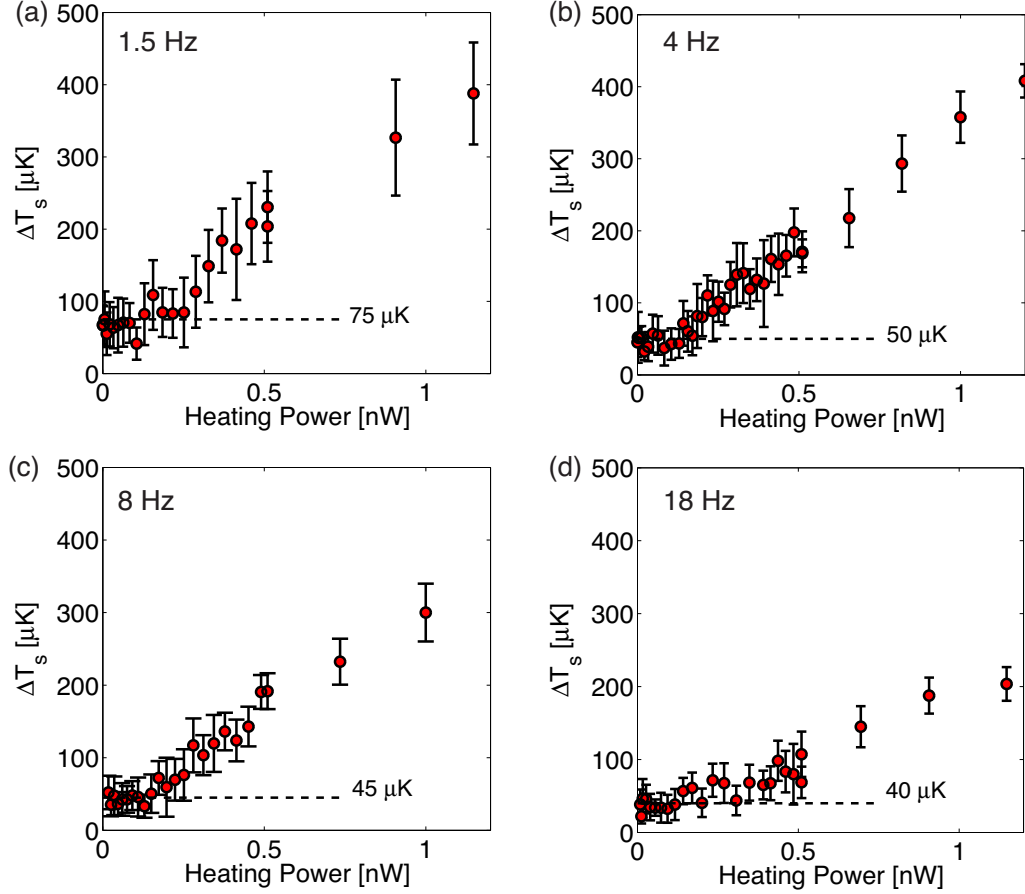 (a)
1.5 Hz
500
400
300
200
100
0
ΔT_s [μK]
75 μK
0
0.5
1
Heating Power [nW]
(b)
4 Hz
500
400
300
200
100
0
ΔT_s [μK]
50 μK
0
0.5
1
Heating Power [nW]
(c)
8 Hz
500
400
300
200
100
0
ΔT_s [μK]
45 μK
0
0.5
1
Heating Power [nW]
(d)
18 Hz
500
400
300
200
100
0
ΔT_s [μK]
40 μK
0
0.5
1
Heating Power [nW]